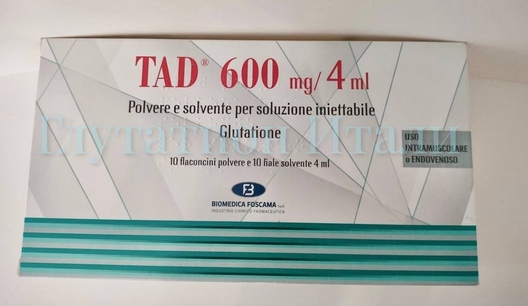 TAD® 600 mg/4 ml
Polvere e solvente per soluzione iniettabile
Глутатион Итали
Glutatione
USO
INTRAMUSCOLARE
o ENDOVENOSO
10 flaconcini polvere e 10 fiale solvente 4 ml
BIOMEDICA FOSCAMA SpA
INDUSTRIA CHIMICO FARMACEUTICA